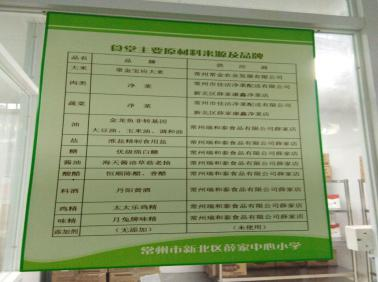 食堂主要原材料来源及品牌
品名 品牌 供应商
大米 常金宝应大米 常州常金农业发展有限公司
肉类 净菜 常州市佳洁净菜配送有限公司
新北区薛家康鑫净菜店
蔬菜 净菜 常州市佳洁净菜配送有限公司
新北区薛家康鑫净菜店
油 金龙鱼非转基因
大豆油、玉米油、调和油 常州瑞和泰食品有限公司薛家店
盐 淮盐精制食用盐 常州瑞和泰食品有限公司薛家店
糖 优级绵白糖 常州瑞和泰食品有限公司薛家店
酱油 海天酱油草菇老抽 常州瑞和泰食品有限公司薛家店
酸醋 恒顺陈醋、香醋 常州瑞和泰食品有限公司薛家店
料酒 丹阳黄酒 常州瑞和泰食品有限公司薛家店
鸡精 太太乐鸡精 常州瑞和泰食品有限公司薛家店
味精 月兔牌味精 常州瑞和泰食品有限公司薛家店
添加剂 (无添加) (未使用)
常州市新北区薛家中心小学